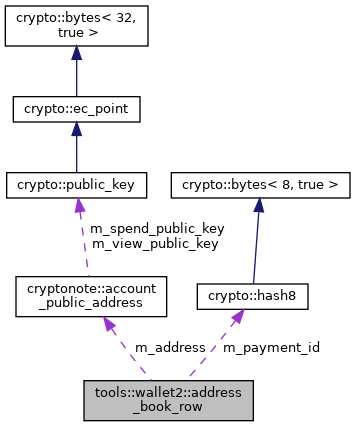 crypto::bytes< 32,
true >
crypto::ec_point
crypto::public_key
crypto::bytes< 8, true >
m_spend_public_key
m_view_public_key
cryptonote::account
_public_address
crypto::hash8
m_address
m_payment_id
tools::wallet2::address
_book_row